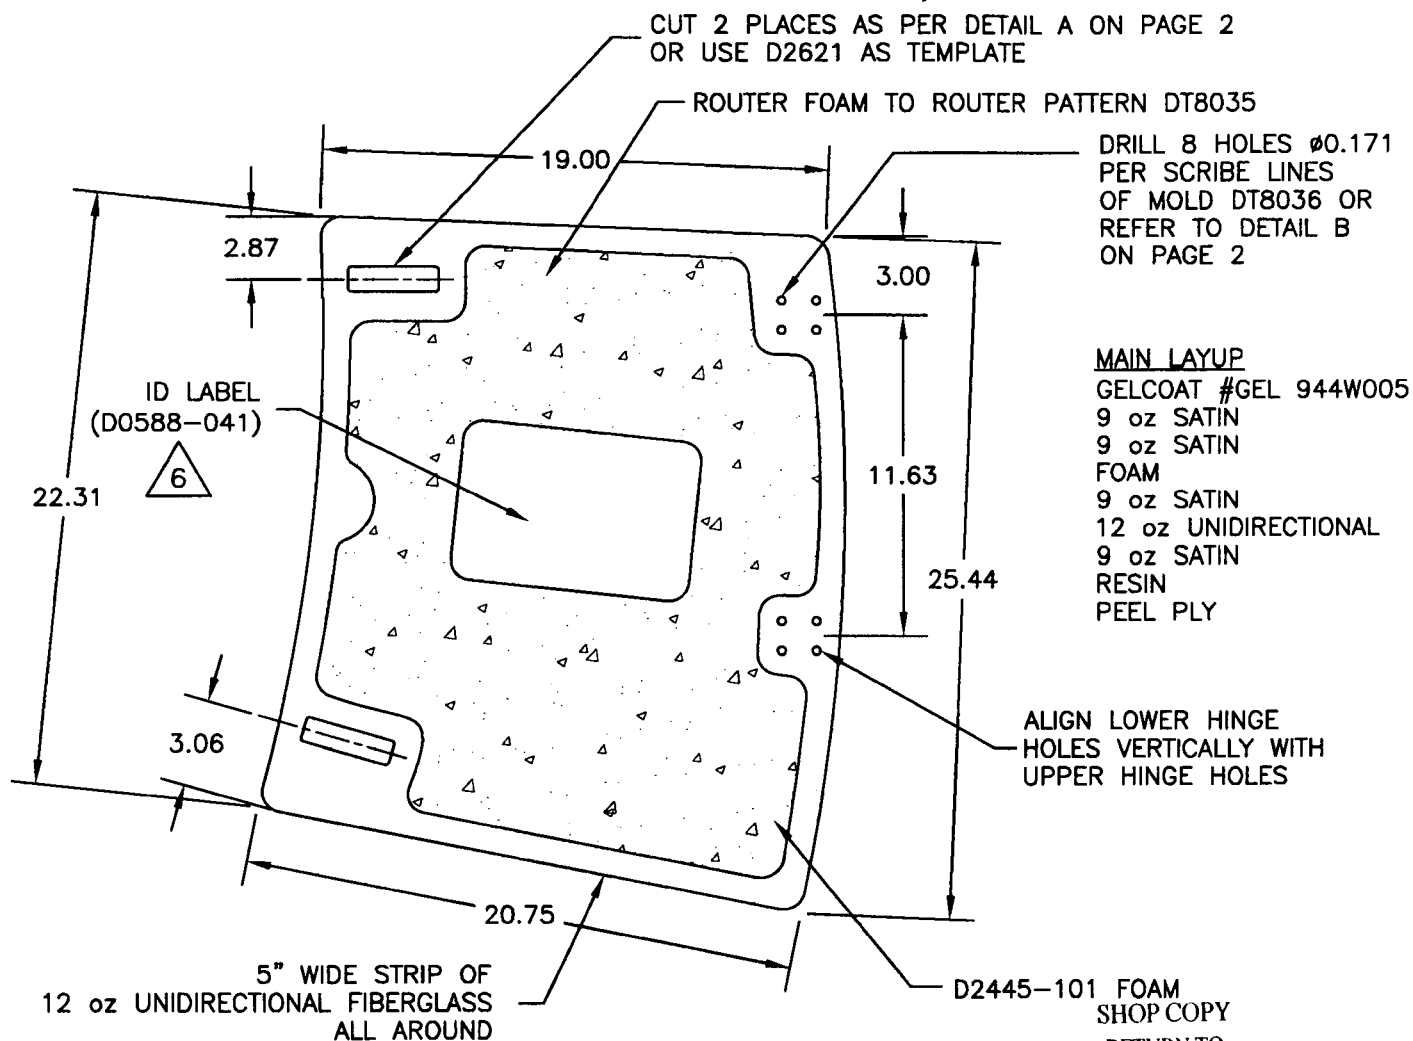 CUT 2 PLACES AS PER DETAIL A ON PAGE 2
OR USE D2621 AS TEMPLATE
ROUTER FOAM TO ROUTER PATTERN DT8035
DRILL 8 HOLES ø0.171
PER SCRIBE LINES
OF MOLD DT8036 OR
REFER TO DETAIL B
ON PAGE 2
19.00
2.87
3.00
MAIN LAYUP
GELCOAT #GEL 944W005
9 oz SATIN
9 oz SATIN
FOAM
9 oz SATIN
12 oz UNIDIRECTIONAL
9 oz SATIN
RESIN
PEEL PLY
ID LABEL
(D0588-041)
6
22.31
11.63
25.44
3.06
ALIGN LOWER HINGE
HOLES VERTICALLY WITH
UPPER HINGE HOLES
20.75
5" WIDE STRIP OF
12 oz UNIDIRECTIONAL FIBERGLASS
ALL AROUND
D2445-101 FOAM
SHOP COPY
RETURN TO